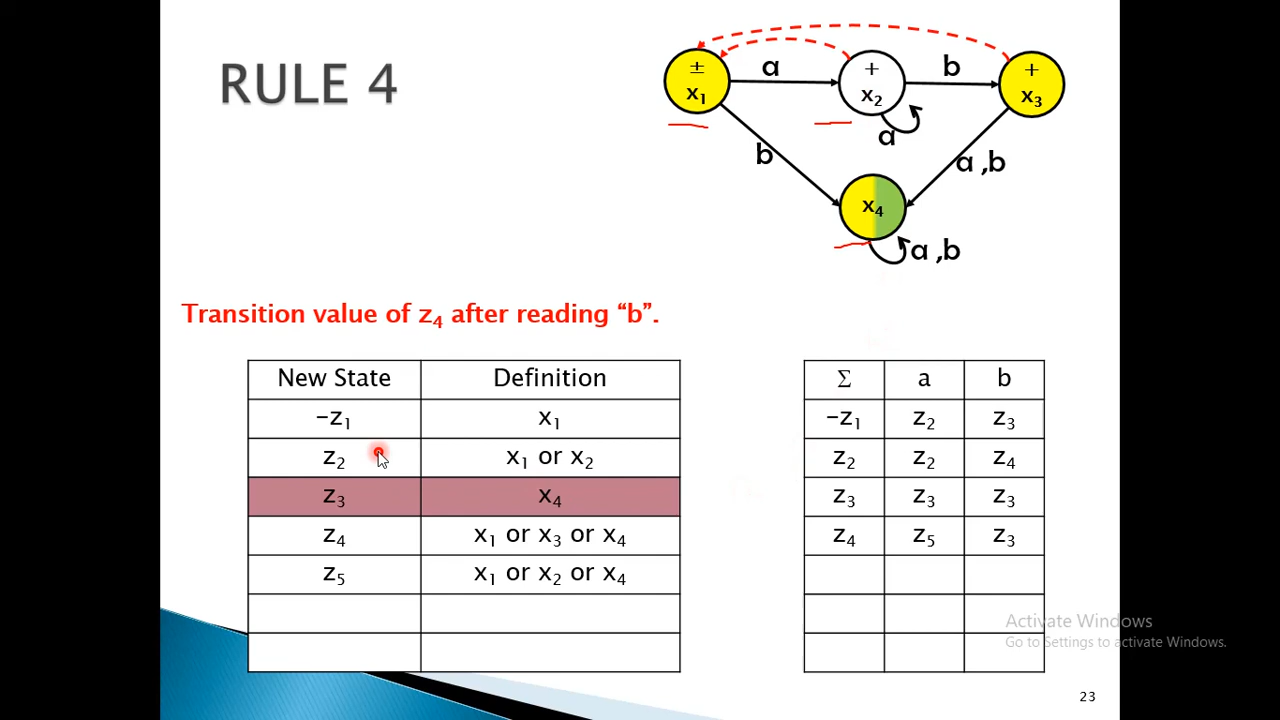 RULE 4
±
x₁
a
+
x₂
b
+
x₃
a
b
a ,b
x₄
a ,b
Transition value of z₄ after reading “b”.
New State Definition
−z₁ x₁
z₂ x₁ or x₂
z₃ x₄
z₄ x₁ or x₃ or x₄
z₅ x₁ or x₂ or x₄
Σ a b
−z₁ z₂ z₃
z₂ z₂ z₄
z₃ z₃ z₃
z₄ z₅ z₃
Activate Windows
Go to Settings to activate Windows.
23